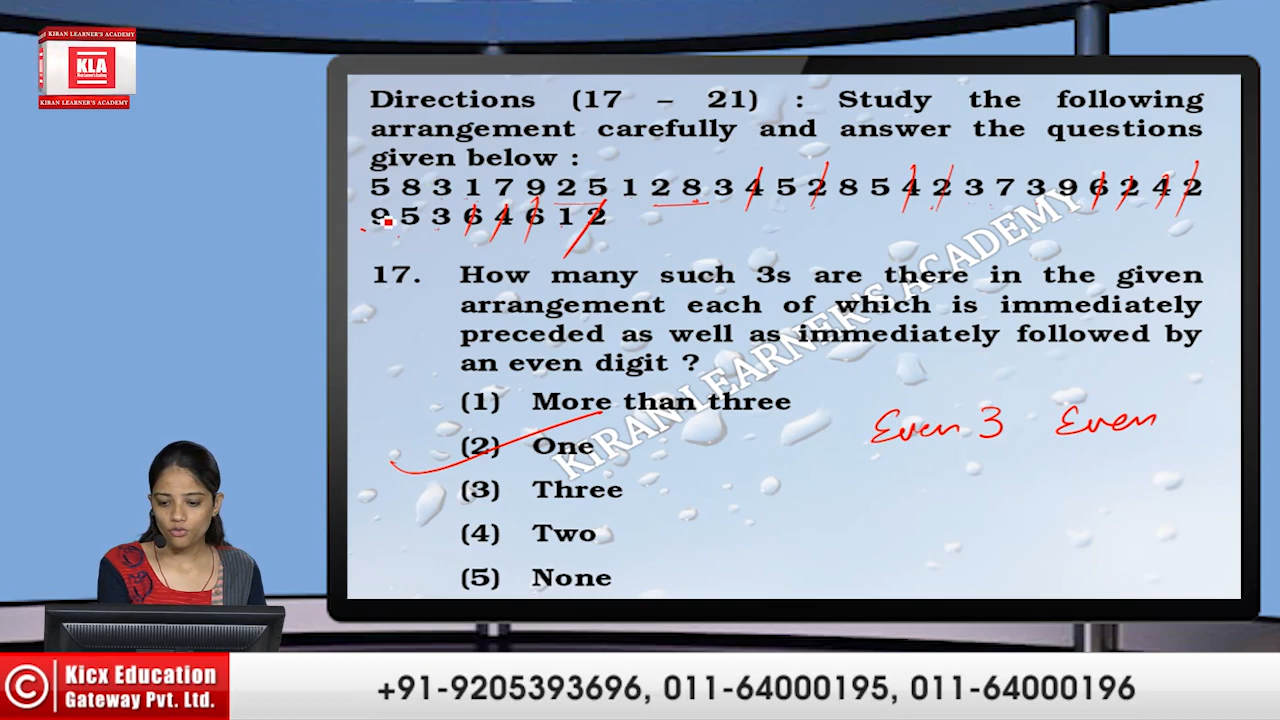 KIRAN LEARNER'S ACADEMY
KLA
KIRAN LEARNER'S ACADEMY
Directions (17 – 21) : Study the following
arrangement carefully and answer the questions
given below :
5 8 3 1 7 9 2 5 1 2 8 3 4 5 2 8 5 4 2 3 7 3 9 6 2 4 2
9 5 3 6 4 6 1 2
17. How many such 3s are there in the given
arrangement each of which is immediately
preceded as well as immediately followed by
an even digit ?
(1) More than three
(2) One
(3) Three
(4) Two
(5) None
Even 3 Even
KIRAN LEARNER'S ACADEMY
© Kicx Education
Gateway Pvt. Ltd.
+91-9205393696, 011-64000195, 011-64000196